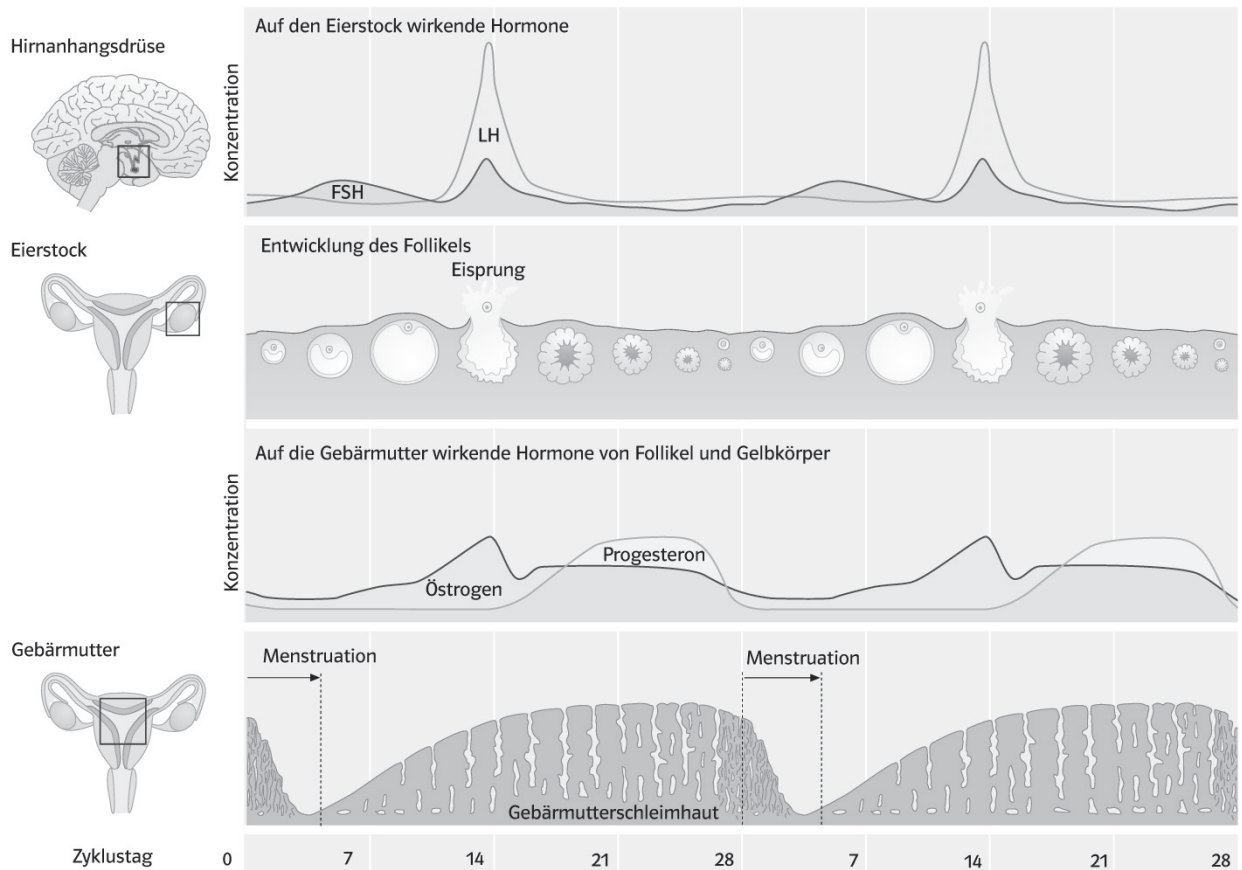 Auf den Eierstock wirkende Hormone
Hirnanhangsdrüse
Konzentration
LH
FSH
Eierstock
Entwicklung des Follikels
Eisprung
Auf die Gebärmutter wirkende Hormone von Follikel und Gelbkörper
Konzentration
Progesteron
Östrogen
Gebärmutter
Menstruation
Menstruation
Gebärmutterschleimhaut
Zyklustag 0 7 14 21 28 7 14 21 28